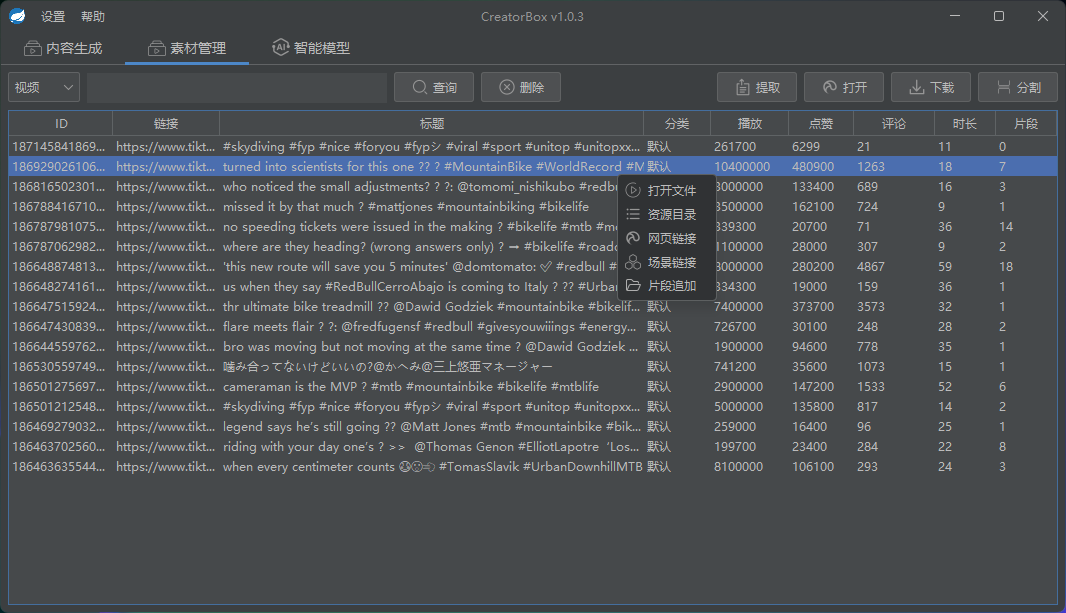 设置 帮助 CreatorBox v1.0.3
内容生成 素材管理 AI 智能模型
视频 查询 删除 提取 打开 下载 分割
ID 链接 标题 分类 播放 点赞 评论 时长 片段
187145841869... https://www.tikt... #skydiving #fyp #nice #foryou #fypシ #viral #sport #unitop #unitopxx... 默认 261700 6299 21 11 0
186929026106... https://www.tikt... turned into scientists for this one ?? ? #MountainBike #WorldRecord #M 默认 10400000 480900 1263 18 7
186816502301... https://www.tikt... who noticed the small adjustments? ? ?: @tomomi_nishikubo #redbu 3000000 133400 689 16 3
186788416710... https://www.tikt... missed it by that much ? #mattjones #mountainbiking #bikelife 3500000 162100 724 9 1
186787981075... https://www.tikt... no speeding tickets were issued in the making ? #bikelife #mtb #mo 339300 20700 71 36 14
186787062982... https://www.tikt... where are they heading? (wrong answers only) ? → #bikelife #roadc 1100000 28000 307 9 2
186648874813... https://www.tikt... 'this new route will save you 5 minutes' @domtomato: ✅ #redbull # 3000000 280200 4867 59 18
186648274161... https://www.tikt... us when they say #RedBullCerroAbajo is coming to Italy ? ??? #Urba 334300 19000 159 36 1
186647515924... https://www.tikt... thr ultimate bike treadmill ?? @Dawid Godziek #mountainbike #bikelif... 默认 7400000 373700 3573 32 1
186647430839... https://www.tikt... flare meets flair ? ?: @fredfugensf #redbull #givesyouwiiings #energy... 默认 726700 30100 248 28 2
186644559762... https://www.tikt... bro was moving but not moving at the same time ? @Dawid Godziek ... 默认 1900000 94600 778 35 1
186530559749... https://www.tikt... 噛み合ってないけどいいの?@かへみ@三上悠亜マネージャー 默认 741200 35600 1073 15 1
186501275697... https://www.tikt... cameraman is the MVP ? #mtb #mountainbike #bikelife #mtblife 默认 2900000 147200 1533 52 6
186501212548... https://www.tikt... #skydiving #fyp #nice #foryou #fypシ #viral #sport #unitop #unitopxx... 默认 5000000 135800 817 14 2
186469279032... https://www.tikt... legend says he's still going ?? @Matt Jones #mtb #mountainbike #bik... 默认 259000 16400 96 25 1
186463702560... https://www.tikt... riding with your day one's ? >> @Thomas Genon #ElliotLapotre ‘Los... 默认 199700 23400 284 22 8
186463635544... https://www.tikt... when every centimeter counts #TomasSlavik #UrbanDownhillMTB 默认 8100000 106100 293 24 3
打开文件
资源目录
网页链接
场景链接
片段追加